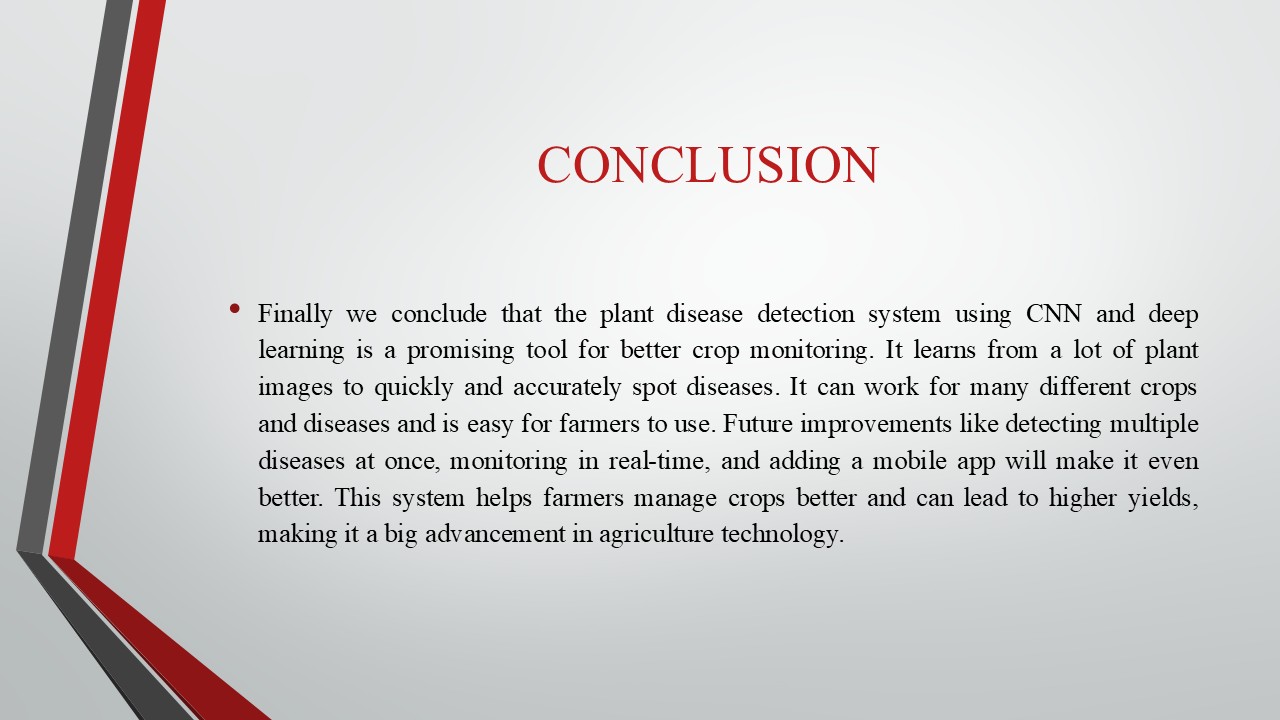 CONCLUSION
• Finally we conclude that the plant disease detection system using CNN and deep
learning is a promising tool for better crop monitoring. It learns from a lot of plant
images to quickly and accurately spot diseases. It can work for many different crops
and diseases and is easy for farmers to use. Future improvements like detecting multiple
diseases at once, monitoring in real-time, and adding a mobile app will make it even
better. This system helps farmers manage crops better and can lead to higher yields,
making it a big advancement in agriculture technology.